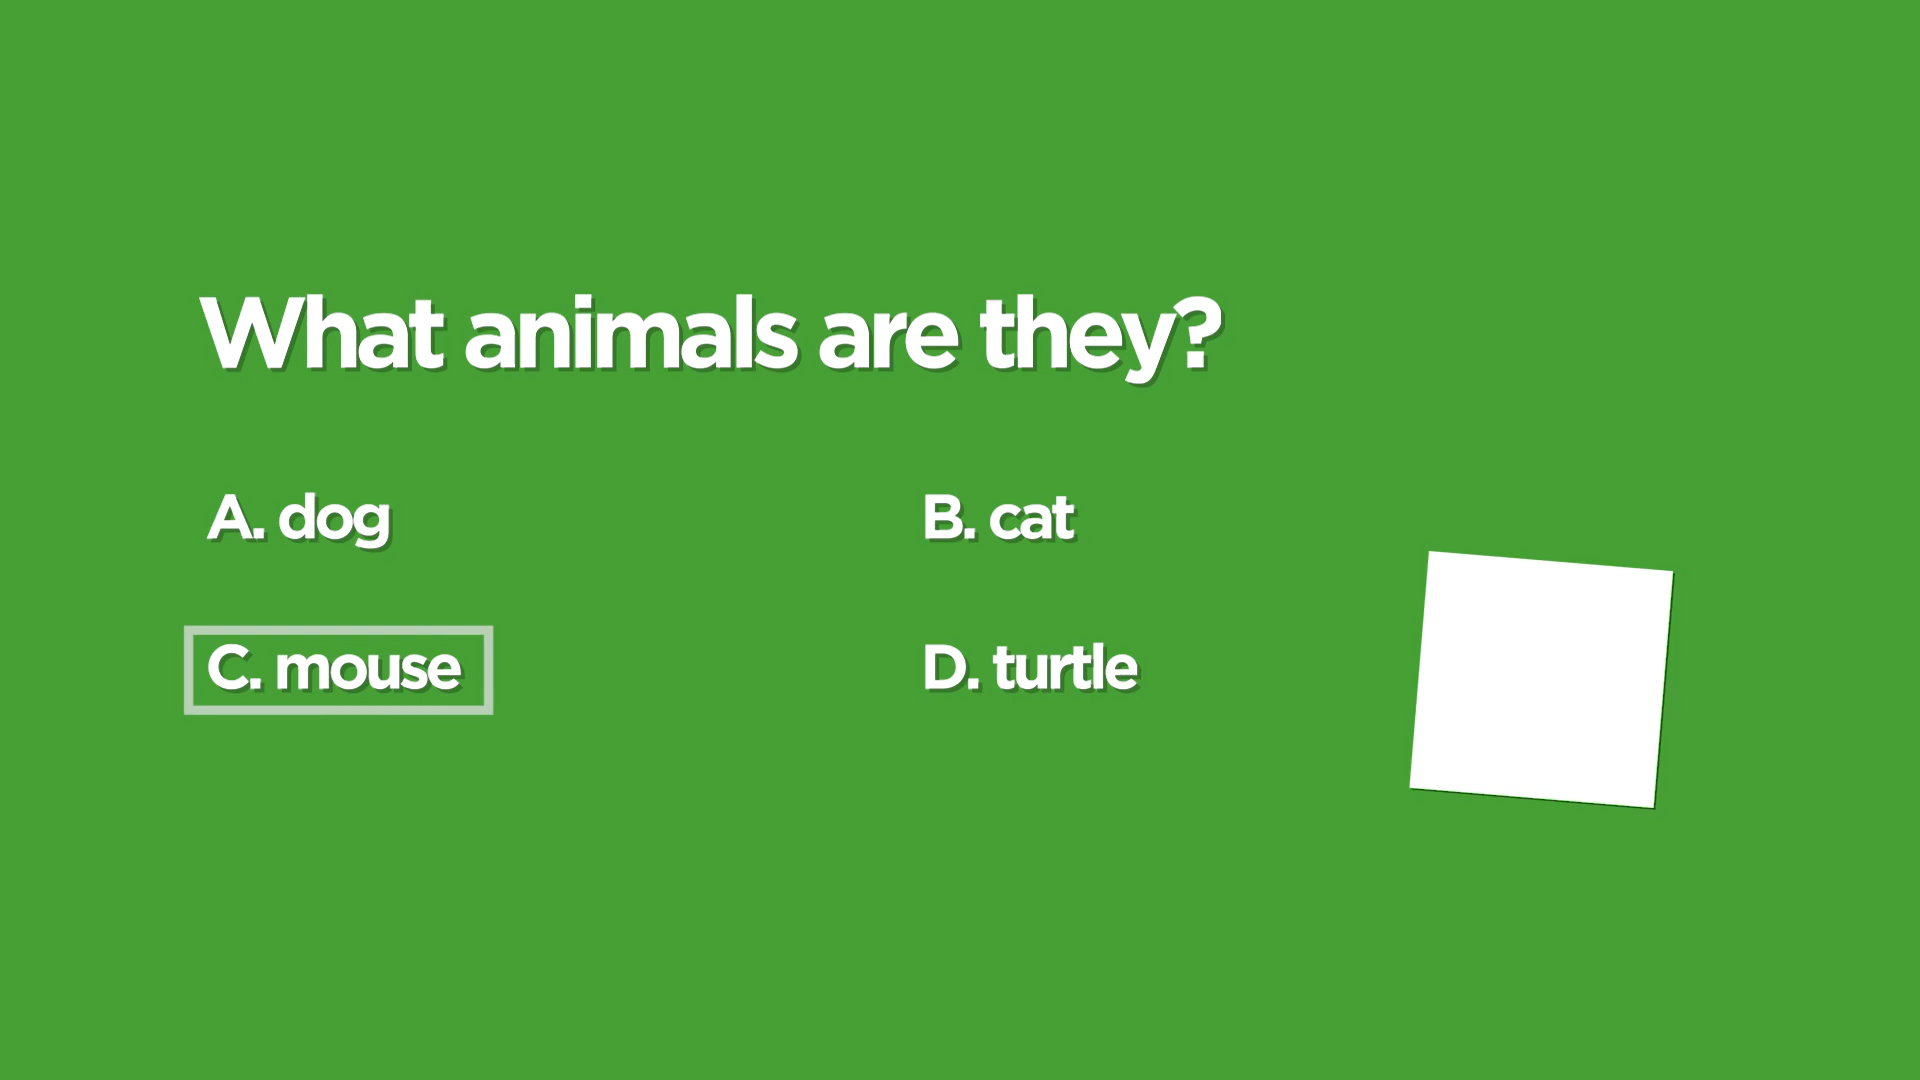 What animals are they?
A. dog
B. cat
C. mouse
D. turtle